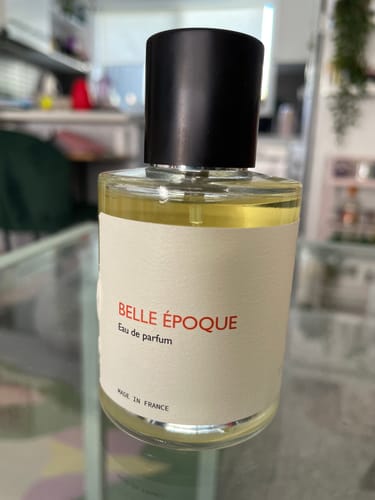 BELLE ÉPOQUE
Eau de parfum
MADE IN FRANCE